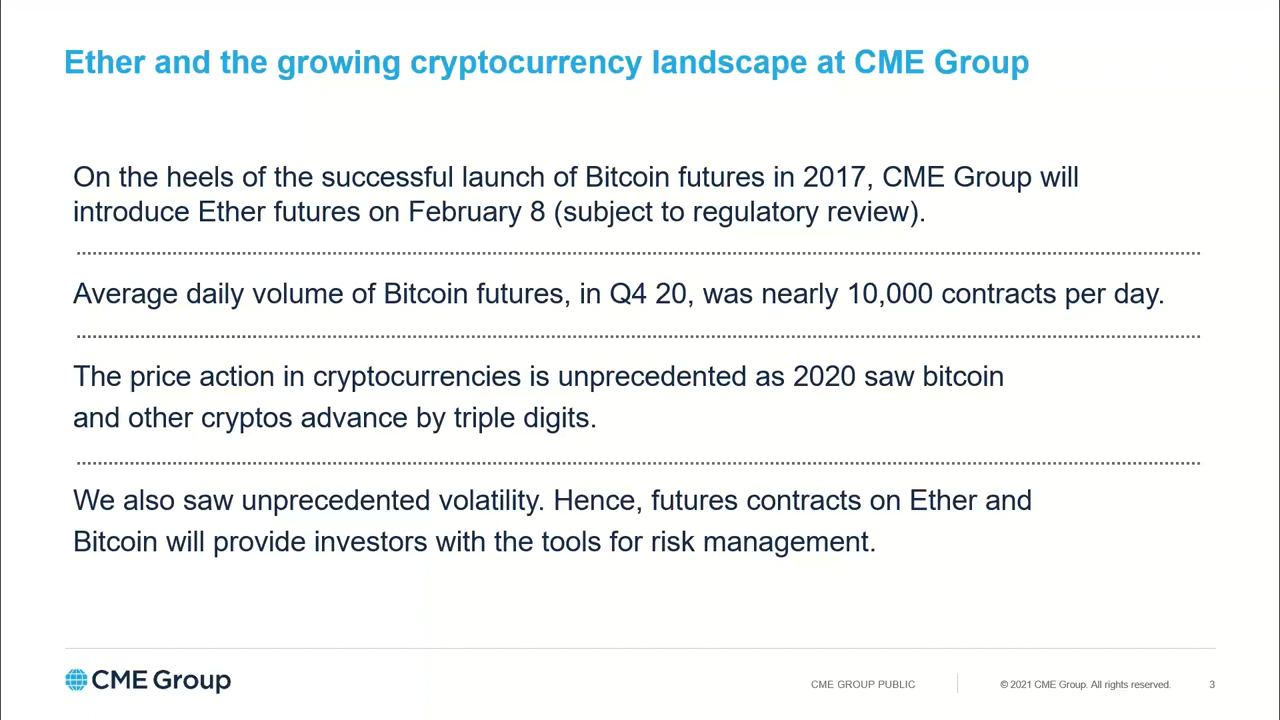 Ether and the growing cryptocurrency landscape at CME Group
On the heels of the successful launch of Bitcoin futures in 2017, CME Group will
introduce Ether futures on February 8 (subject to regulatory review).
Average daily volume of Bitcoin futures, in Q4 20, was nearly 10,000 contracts per day.
The price action in cryptocurrencies is unprecedented as 2020 saw bitcoin
and other cryptos advance by triple digits.
We also saw unprecedented volatility. Hence, futures contracts on Ether and
Bitcoin will provide investors with the tools for risk management.
CME Group
CME GROUP PUBLIC
© 2021 CME Group. All rights reserved.
3